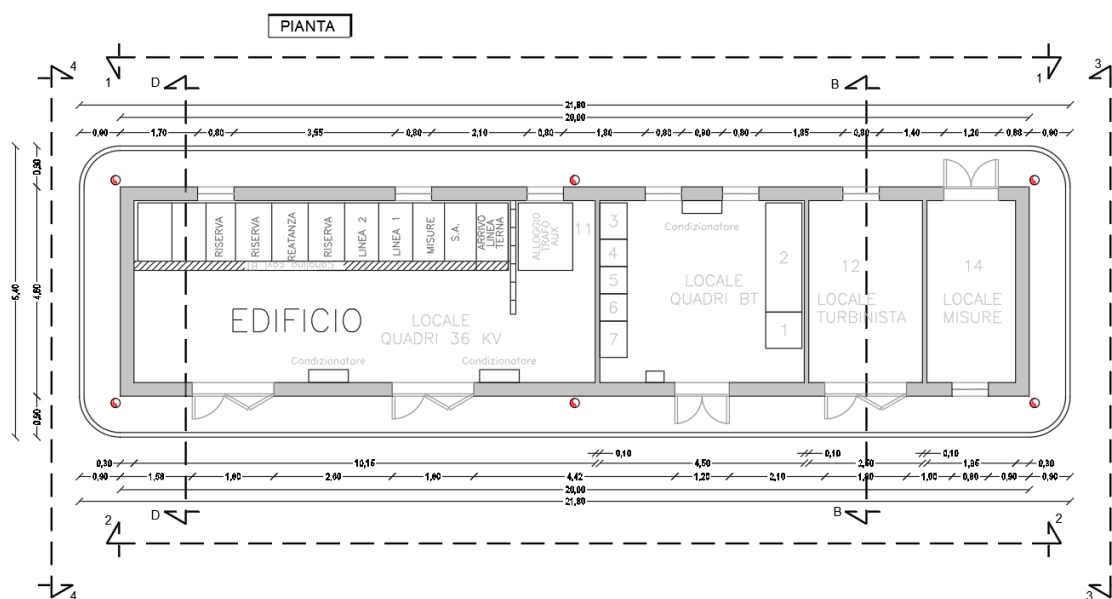 PIANTA
4
3
1
D
B
1
21,80
20,00
0,90 1,70 0,80 3,55 0,80 2,10 0,80 1,80 0,80 0,90 0,80 1,85 0,80 1,40 1,20 0,88 0,90
6,40
0,90
4,60
0,90
RISERVA
RISERVA
REATANZA
RISERVA
LINEA 2
LINEA 1
MISURE
S.A.
ARRIVO
LINEA
TERNA
ALLOGGIO
TRAFO
AUX
11
3
4
5
6
7
Condizionatore
LOCALE
QUADRI BT
2
1
12
LOCALE
TURBINISTA
14
LOCALE
MISURE
EDIFICIO
LOCALE
QUADRI 36 KV
Condizionatore
Condizionatore
0,10 0,10 0,10
0,30 10,15 4,50 2,50 1,95 0,30
0,90 1,58 1,80 2,60 1,80 4,42 1,20 2,10 1,80 1,00 0,80 0,90 0,90
20,00
21,80
2
D
B
2
4
3